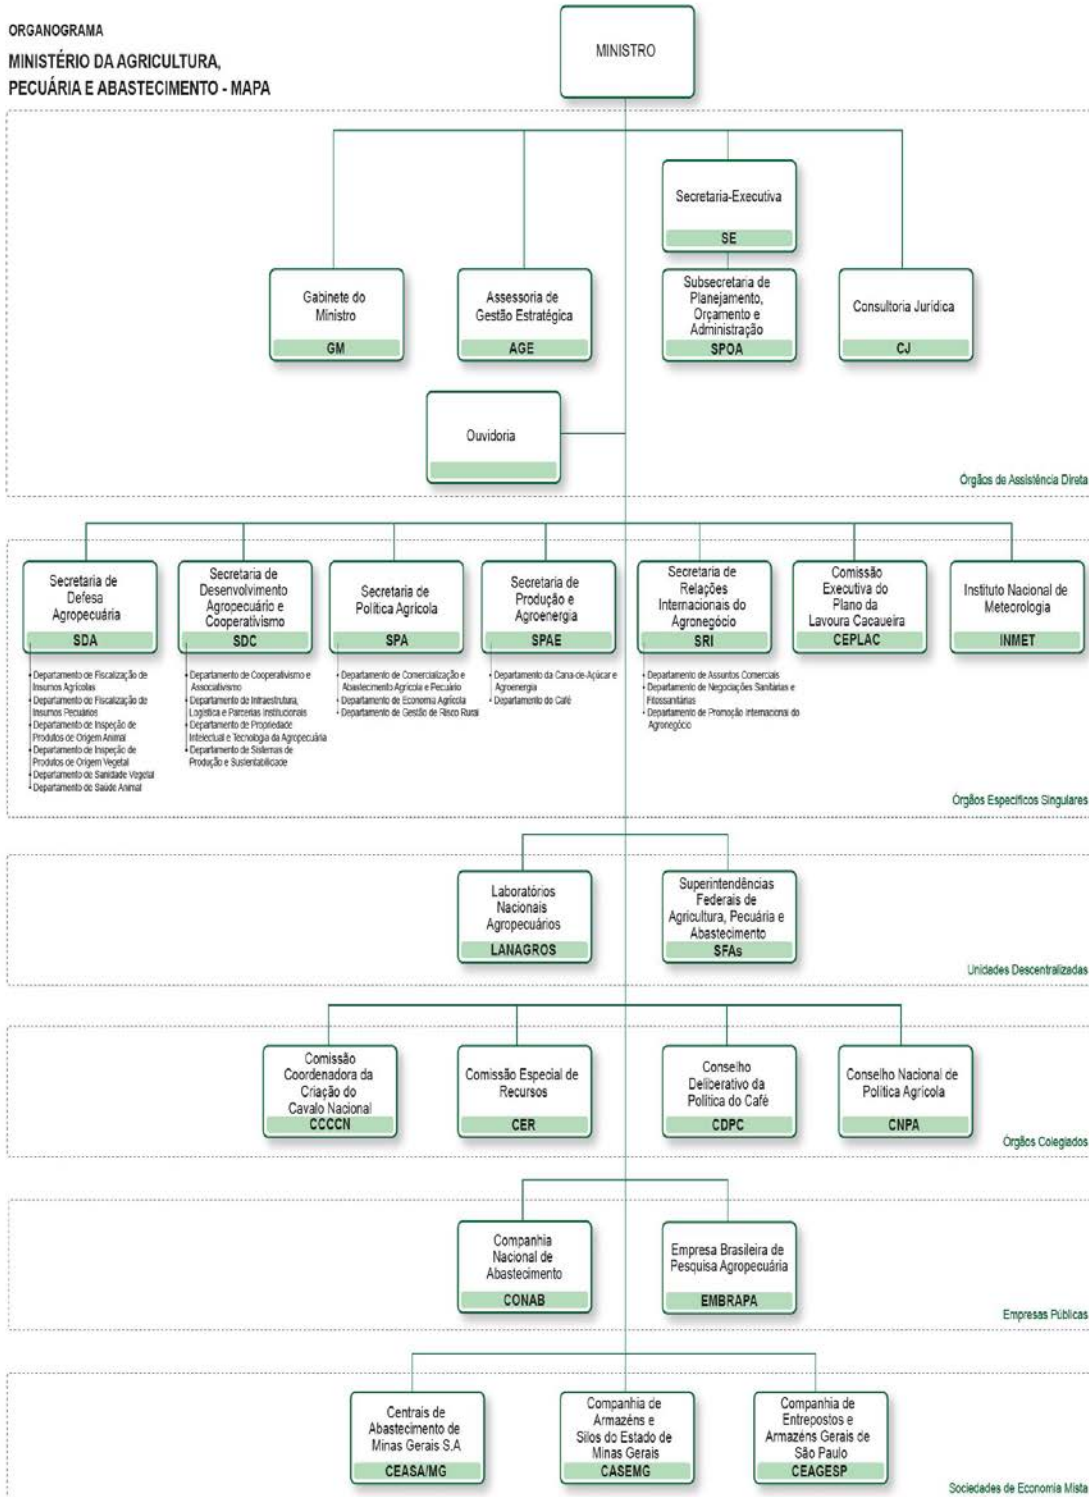 ORGANOGRAMA
MINISTÉRIO DA AGRICULTURA,
PECUÁRIA E ABASTECIMENTO - MAPA
MINISTRO
Secretaria-Executiva
SE
Gabinete do
Ministro
GM
Assessoria de
Gestão Estratégica
AGE
Subsecretaria de
Planejamento,
Orçamento e
Administração
SPOA
Consultoria Jurídica
CJ
Ouvidoria
Órgãos de Assistência Direta
Secretaria de
Defesa
Agropecuária
SDA
Secretaria de
Desenvolvimento
Agropecuário e
Cooperativismo
SDC
Secretaria de
Política Agrícola
SPA
Secretaria de
Produção e
Agroenergia
SPAE
Secretaria de
Relações
Internacionais do
Agronegócio
SRI
Comissão
Executiva do
Plano da
Lavoura Cacaueira
CEPLAC
Instituto Nacional de
Meteorologia
INMET
Departamento de Fiscalização de
Insumos Agrícolas
Departamento de Fiscalização de
Insumos Pecuários
Departamento de Inspeção de
Produtos de Origem Animal
Departamento de Inspeção de
Produtos de Origem Vegetal
Departamento de Sanidade Vegetal
Departamento de Saúde Animal
Departamento de Cooperativismo e
Associativismo
Departamento de Infraestrutura,
Logística e Parcerias Institucionais
Departamento de Propriedade
Intelectual e Tecnologia da Agropecuária
Departamento de Sistemas de
Produção e Sustentabilidade
Departamento de Comercialização e
Abastecimento Agrícola e Pecuário
Departamento de Economia Agrícola
Departamento de Gestão de Risco Rural
Departamento da Cana-de-Açúcar e
Agroenergia
Departamento do Café
Departamento de Assuntos Comerciais
Departamento de Negociações Sanitárias e
Fitossanitárias
Departamento de Promoção Internacional do
Agronegócio
Órgãos Específicos Singulares
Laboratórios
Nacionais
Agropecuários
LANAGROS
Superintendências
Federais de
Agricultura, Pecuária e
Abastecimento
SFAs
Unidades Descentralizadas
Comissão
Coordenadora da
Criação do
Cavalo Nacional
CCCCN
Comissão Especial de
Recursos
CER
Conselho
Deliberativo da
Política do Café
CDPC
Conselho Nacional de
Política Agrícola
CNPA
Órgãos Colegiados
Companhia
Nacional de
Abastecimento
CONAB
Empresa Brasileira de
Pesquisa Agropecuária
EMBRAPA
Empresas Públicas
Centrais de
Abastecimento de
Minas Gerais S.A
CEASA/MG
Companhia de
Armazéns e
Silos do Estado de
Minas Gerais
CASEMG
Companhia de
Entrepostos e
Armazéns Gerais de
São Paulo
CEAGESP
Sociedades de Economia Mista